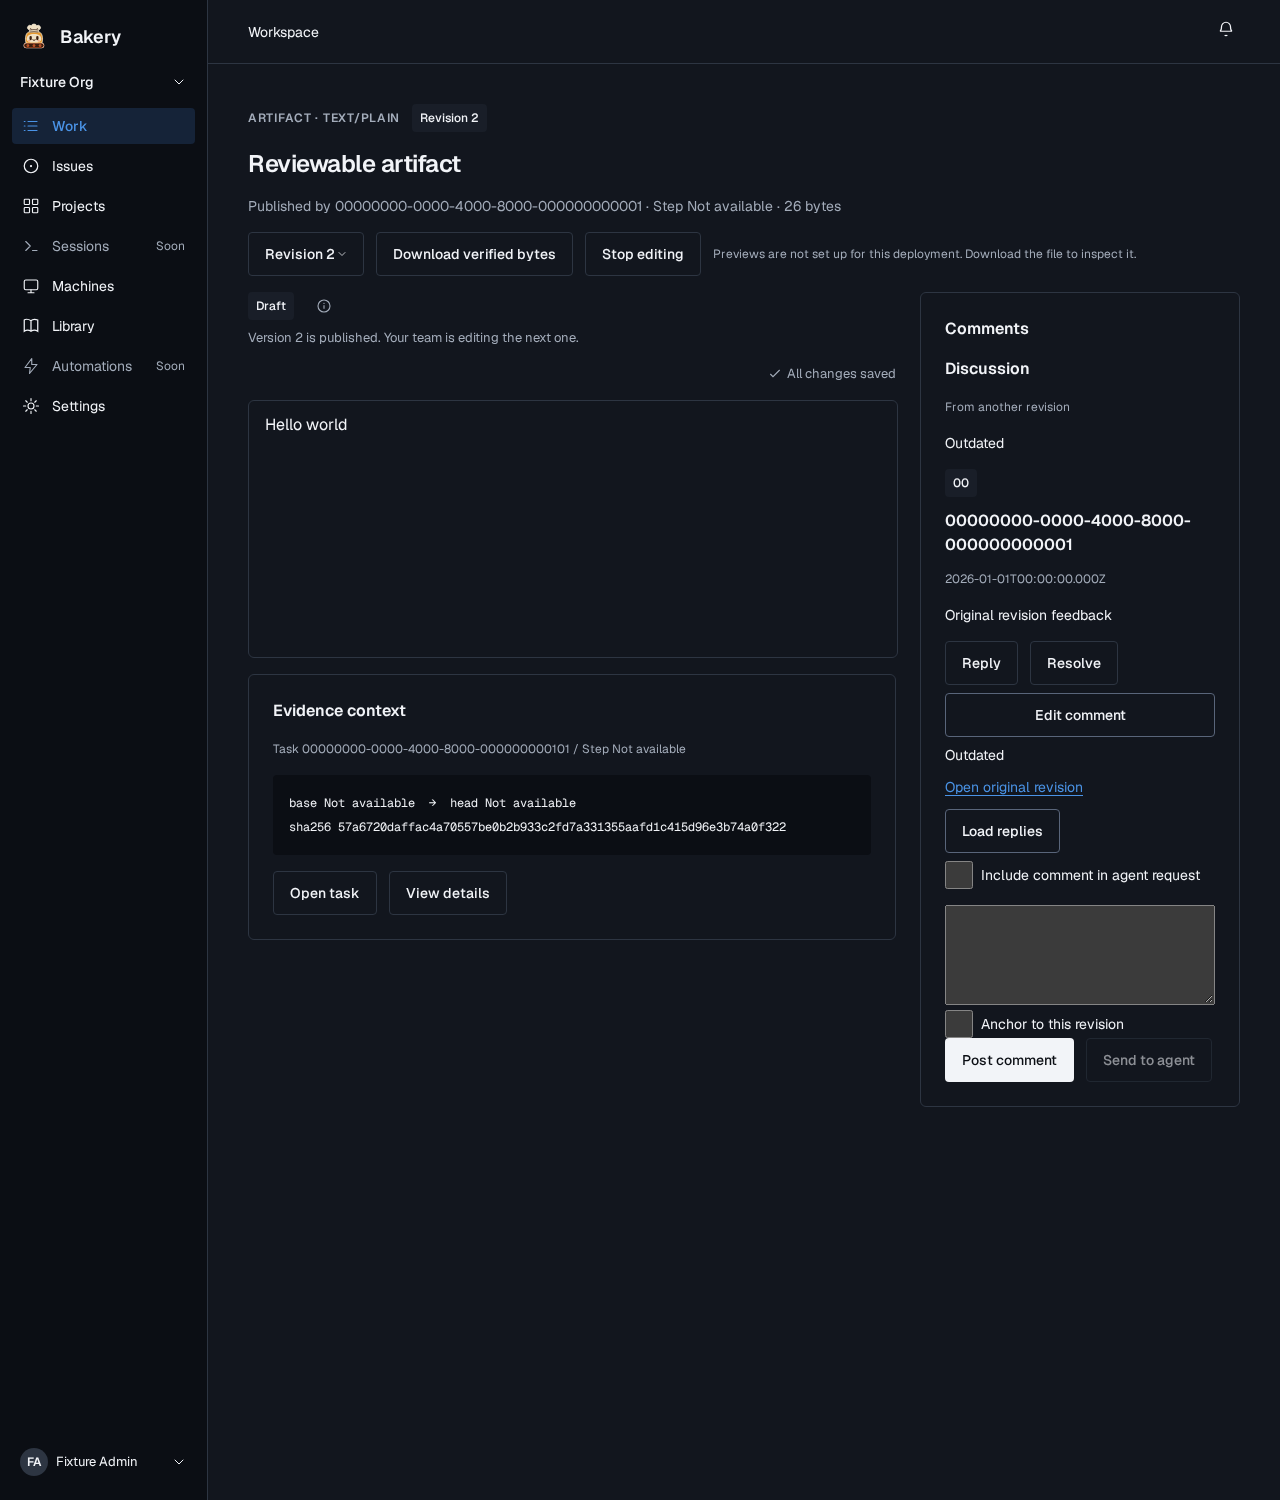 Bakery
Fixture Org
Work
Issues
Projects
Sessions Soon
Machines
Library
Automations Soon
Settings
FA Fixture Admin
Workspace
ARTIFACT · TEXT/PLAIN Revision 2
Reviewable artifact
Published by 00000000-0000-4000-8000-000000000001 · Step Not available · 26 bytes
Revision 2 Download verified bytes Stop editing Previews are not set up for this deployment. Download the file to inspect it.
Draft
Version 2 is published. Your team is editing the next one.
All changes saved
Hello world
Evidence context
Task 00000000-0000-4000-8000-000000000101 / Step Not available
base Not available → head Not available
sha256 57a6720daffac4a70557be0b2b933c2fd7a331355aafd1c415d96e3b74a0f322
Open task View details
Comments
Discussion
From another revision
Outdated
00
00000000-0000-4000-8000-
000000000001
2026-01-01T00:00:00.000Z
Original revision feedback
Reply Resolve
Edit comment
Outdated
Open original revision
Load replies
Include comment in agent request
Anchor to this revision
Post comment Send to agent